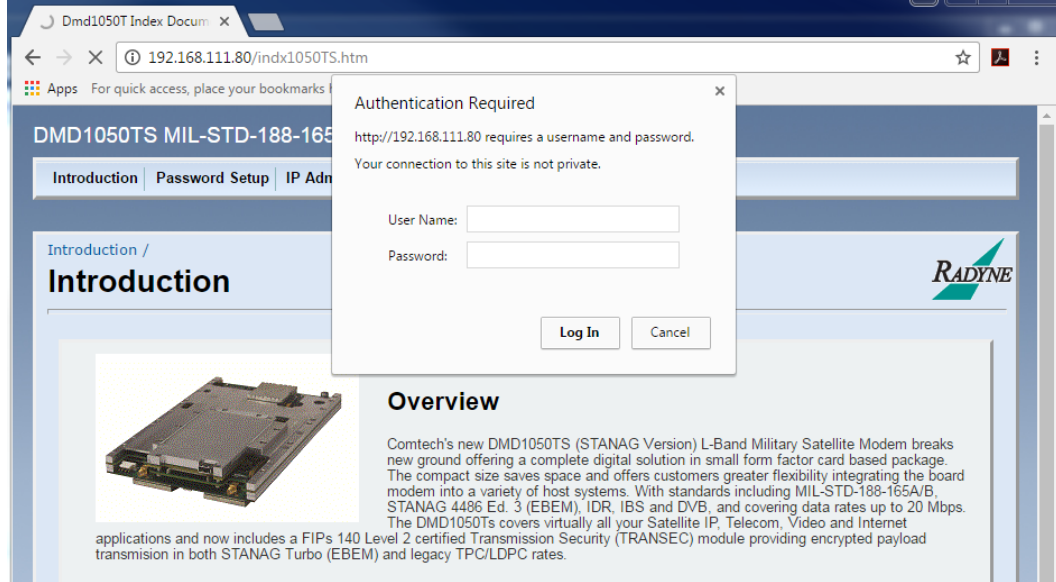 Dmd1050T Index Docum
192.168.111.80/indx1050TS.htm
Apps For quick access, place your bookmarks
Authentication Required
http://192.168.111.80 requires a username and password.
Your connection to this site is not private.
User Name:
Password:
Log In Cancel
DMD1050TS MIL-STD-188-165
Introduction Password Setup IP Adm
Introduction /
Introduction
RADYNE
Overview
Comtech's new DMD1050TS (STANAG Version) L-Band Military Satellite Modem breaks
new ground offering a complete digital solution in small form factor card based package.
The compact size saves space and offers customers greater flexibility integrating the board
modem into a variety of host systems. With standards including MIL-STD-188-165A/B,
STANAG 4486 Ed. 3 (EBEM), IDR, IBS and DVB, and covering data rates up to 20 Mbps.
The DMD1050Ts covers virtually all your Satellite IP, Telecom, Video and Internet
applications and now includes a FIPs 140 Level 2 certified Transmission Security (TRANSEC) module providing encrypted payload
transmision in both STANAG Turbo (EBEM) and legacy TPC/LDPC rates.